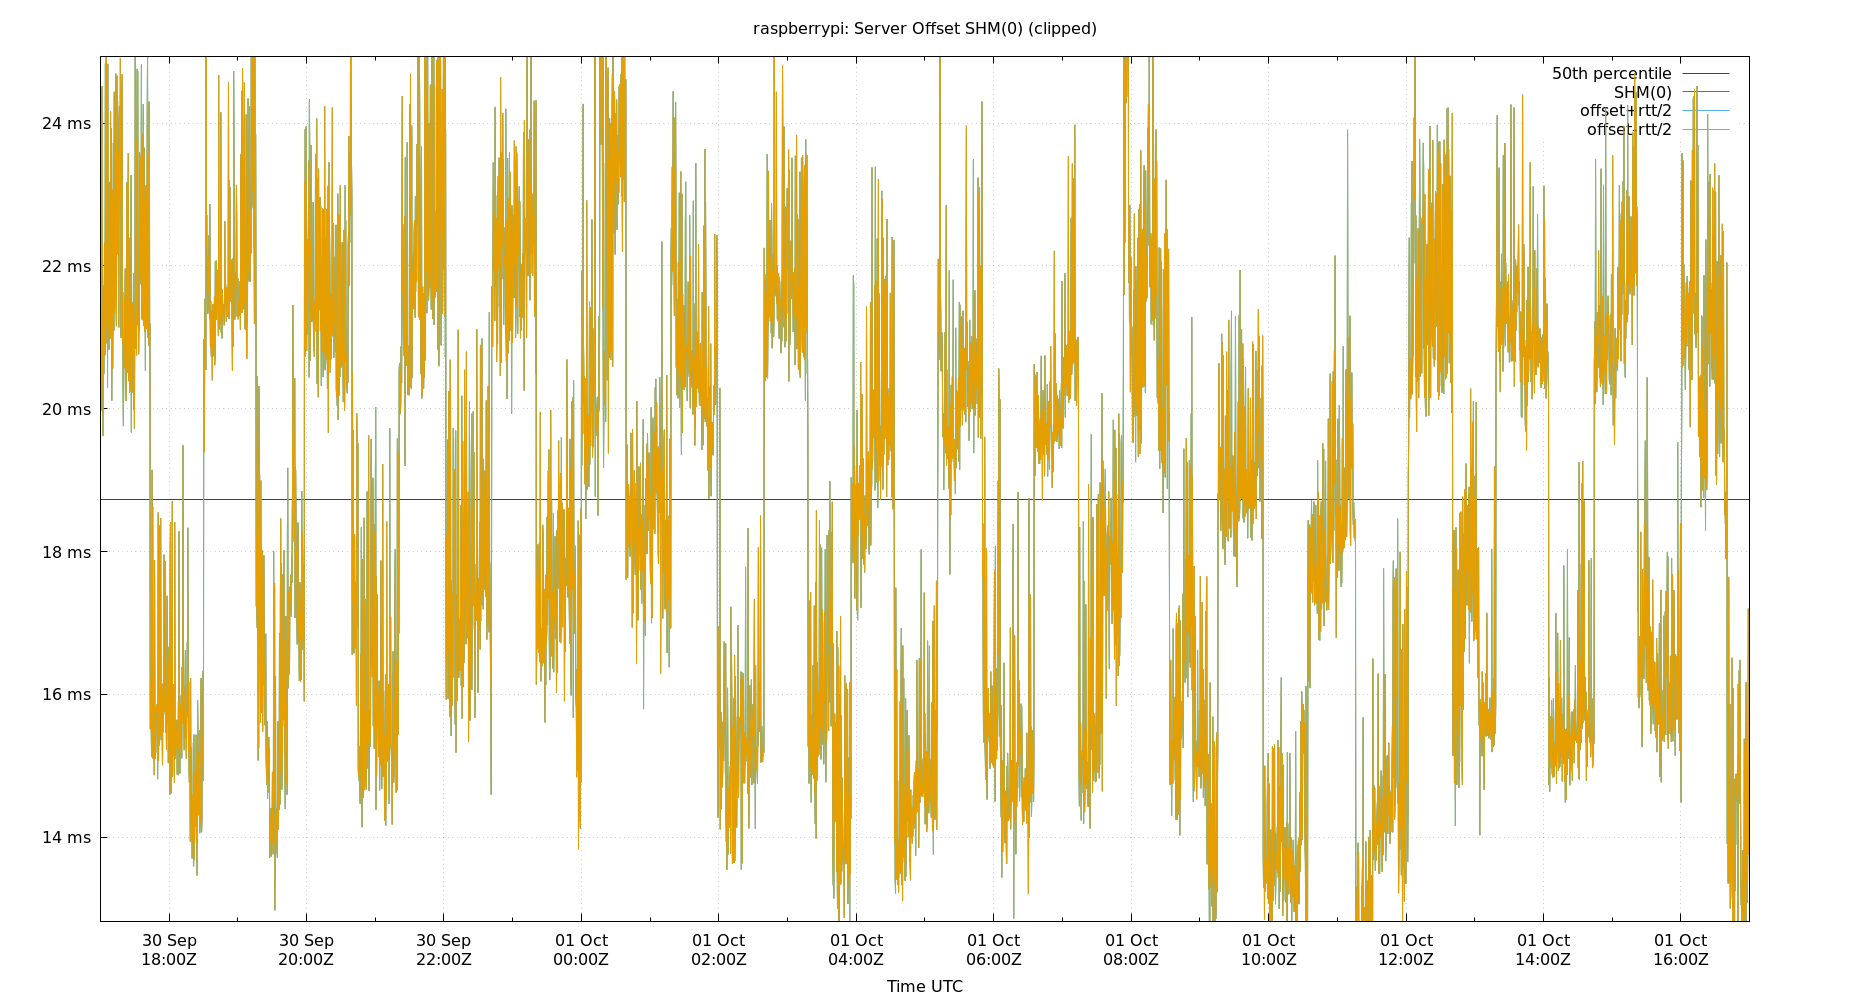 raspberrypi: Server Offset SHM(0) (clipped)
50th percentile
SHM(0)
offset+rtt/2
offset-rtt/2
24 ms
22 ms
20 ms
18 ms
16 ms
14 ms
30 Sep 30 Sep 30 Sep 01 Oct 01 Oct 01 Oct 01 Oct 01 Oct 01 Oct 01 Oct 01 Oct 01 Oct
18:00Z 20:00Z 22:00Z 00:00Z 02:00Z 04:00Z 06:00Z 08:00Z 10:00Z 12:00Z 14:00Z 16:00Z
Time UTC